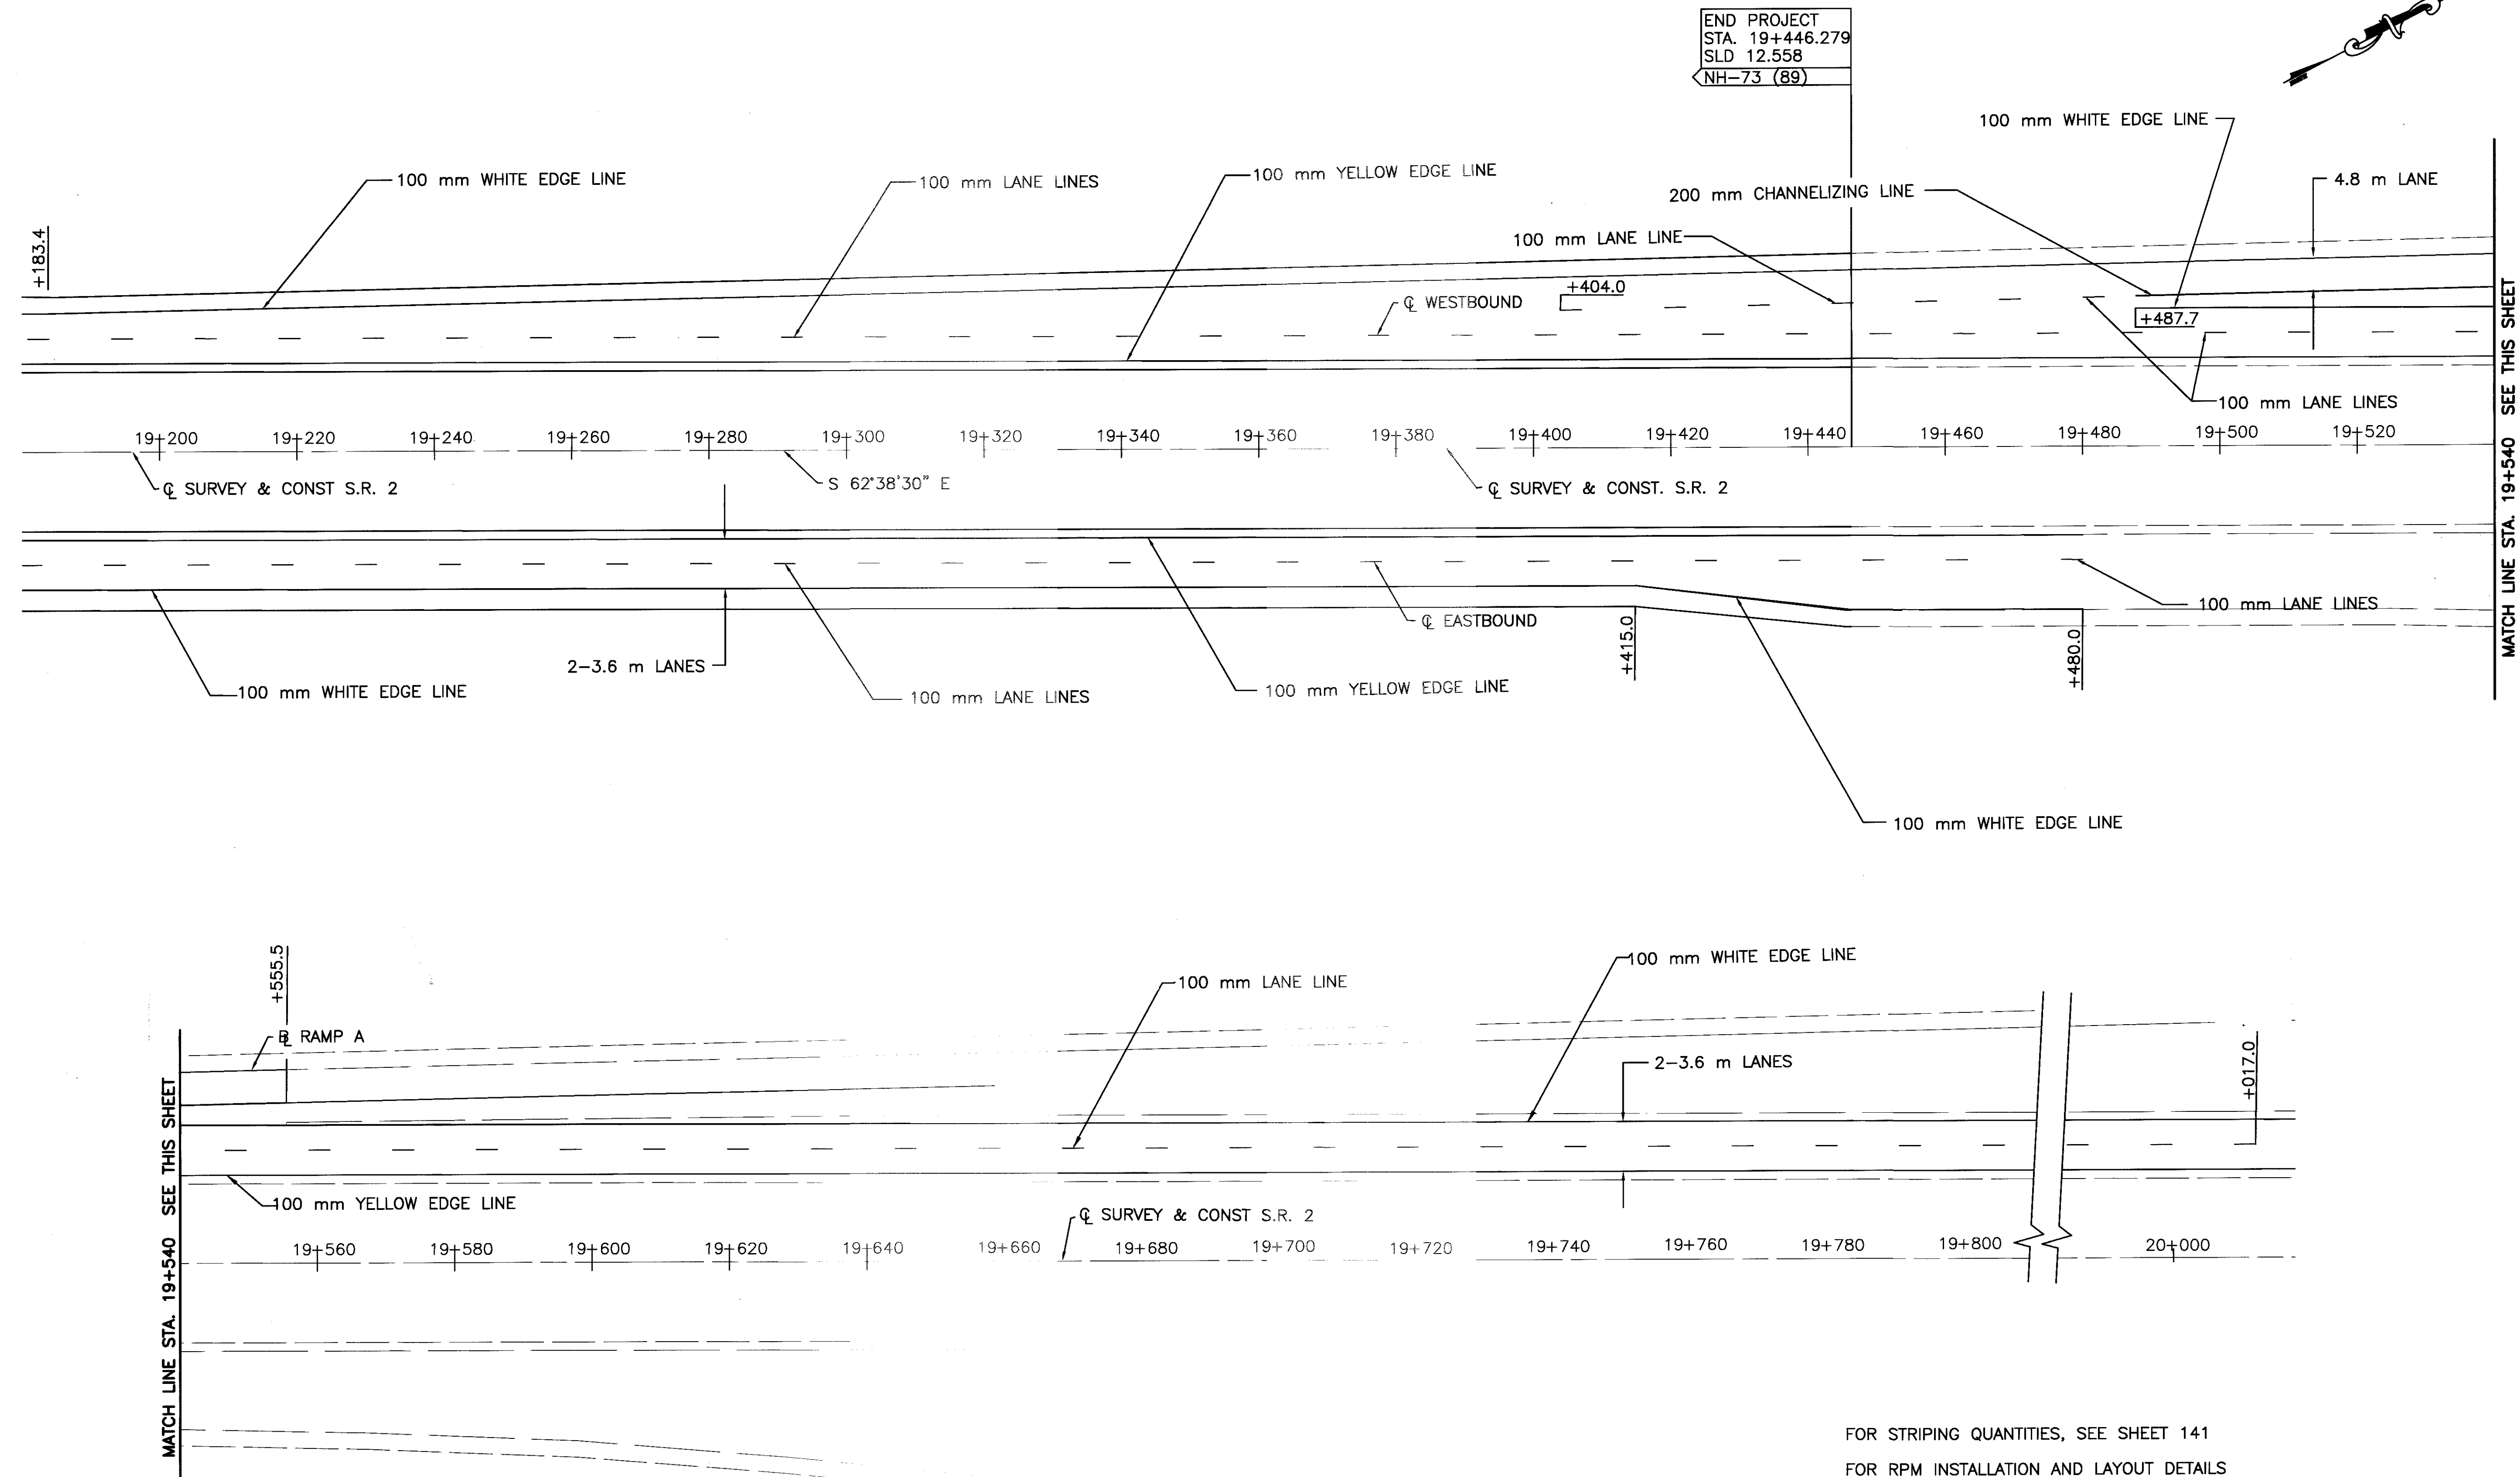 END PROJECT
STA. 19+446.279
SLD 12.558
NH-73 (89)
100 mm WHITE EDGE LINE
100 mm WHITE EDGE LINE
100 mm LANE LINES
100 mm YELLOW EDGE LINE
200 mm CHANNELIZING LINE
4.8 m LANE
+183.4
100 mm LANE LINE
℄ WESTBOUND
+404.0
+487.7
100 mm LANE LINES
19+200
19+220
19+240
19+260
19+280
19+300
19+320
19+340
19+360
19+380
19+400
19+420
19+440
19+460
19+480
19+500
19+520
℄ SURVEY & CONST S.R. 2
S 62°38'30" E
℄ SURVEY & CONST. S.R. 2
MATCH LINE STA. 19+540 SEE THIS SHEET
℄ EASTBOUND
100 mm LANE LINES
+415.0
+480.0
2-3.6 m LANES
100 mm WHITE EDGE LINE
100 mm LANE LINES
100 mm YELLOW EDGE LINE
100 mm WHITE EDGE LINE
+555.5
100 mm LANE LINE
100 mm WHITE EDGE LINE
BL RAMP A
2-3.6 m LANES
+017.0
MATCH LINE STA. 19+540 SEE THIS SHEET
100 mm YELLOW EDGE LINE
℄ SURVEY & CONST S.R. 2
19+560
19+580
19+600
19+620
19+640
19+660
19+680
19+700
19+720
19+740
19+760
19+780
19+800
20+000
FOR STRIPING QUANTITIES, SEE SHEET 141
FOR RPM INSTALLATION AND LAYOUT DETAILS